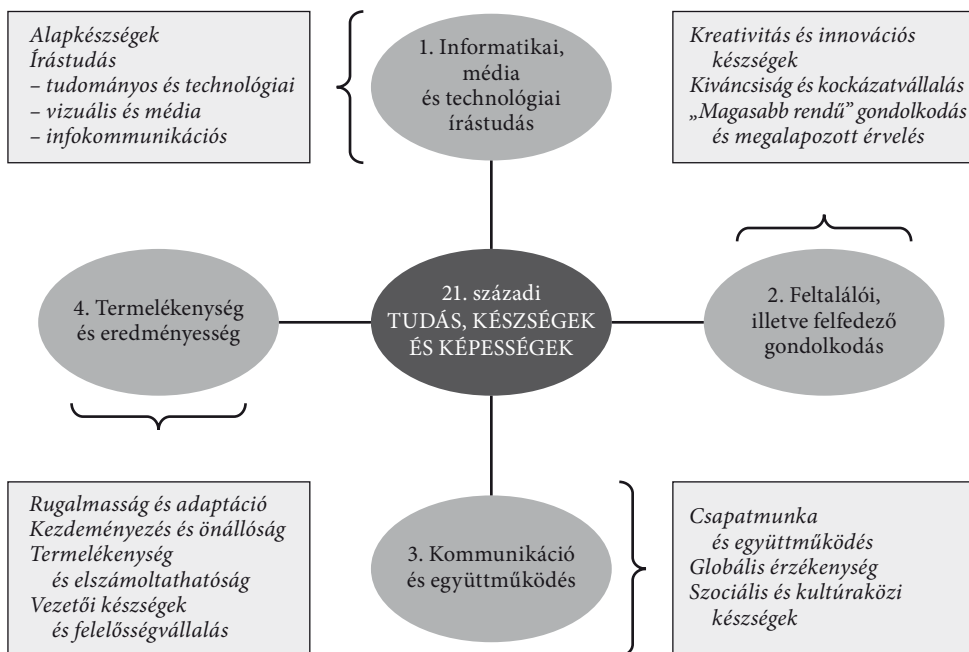 Alapkészségek
Írástudás
– tudományos és technológiai
– vizuális és média
– infokommunikációs
1. Informatikai,
média
és technológiai
írástudás
Kreativitás és innovációs
készségek
Kiváncsiság és kockázatvállalás
„Magasabb rendű” gondolkodás
és megalapozott érvelés
4. Termelékenység
és eredményesség
21. századi
TUDÁS, KÉSZSÉGEK
ÉS KÉPESSÉGEK
2. Feltalálói,
illetve felfedező
gondolkodás
Rugalmasság és adaptáció
Kezdeményezés és önállóság
Termelékenység
és elszámoltathatóság
Vezetői készségek
és felelősségvállalás
3. Kommunikáció
és együttműködés
Csapatmunka
és együttműködés
Globális érzékenység
Szociális és kultúraközi
készségek